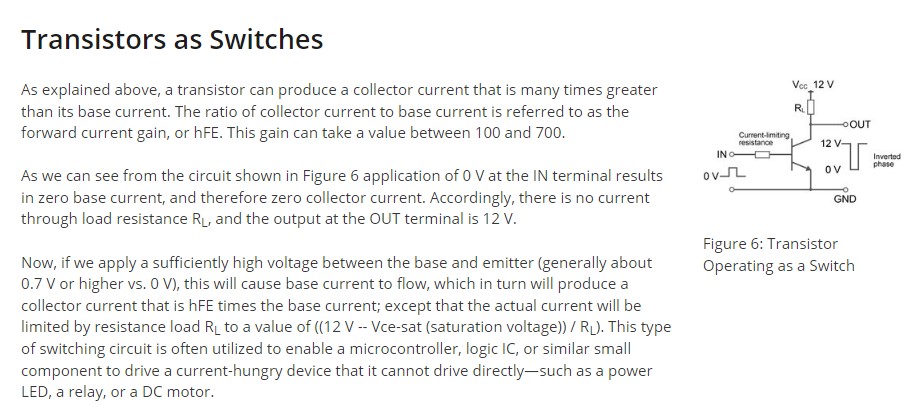 Transistors as Switches
As explained above, a transistor can produce a collector current that is many times greater
than its base current. The ratio of collector current to base current is referred to as the
forward current gain, or hFE. This gain can take a value between 100 and 700.
As we can see from the circuit shown in Figure 6 application of 0 V at the IN terminal results
in zero base current, and therefore zero collector current. Accordingly, there is no current
through load resistance RL, and the output at the OUT terminal is 12 V.
Now, if we apply a sufficiently high voltage between the base and emitter (generally about
0.7 V or higher vs. 0 V), this will cause base current to flow, which in turn will produce a
collector current that is hFE times the base current; except that the actual current will be
limited by resistance load RL to a value of ((12 V -- Vce-sat (saturation voltage)) / RL). This type
of switching circuit is often utilized to enable a microcontroller, logic IC, or similar small
component to drive a current-hungry device that it cannot drive directly—such as a power
LED, a relay, or a DC motor.
Vcc 12 V
RL
OUT
Current-limiting
resistance
12 V
IN
Inverted
phase
0 V
0 V
GND
Figure 6: Transistor
Operating as a Switch